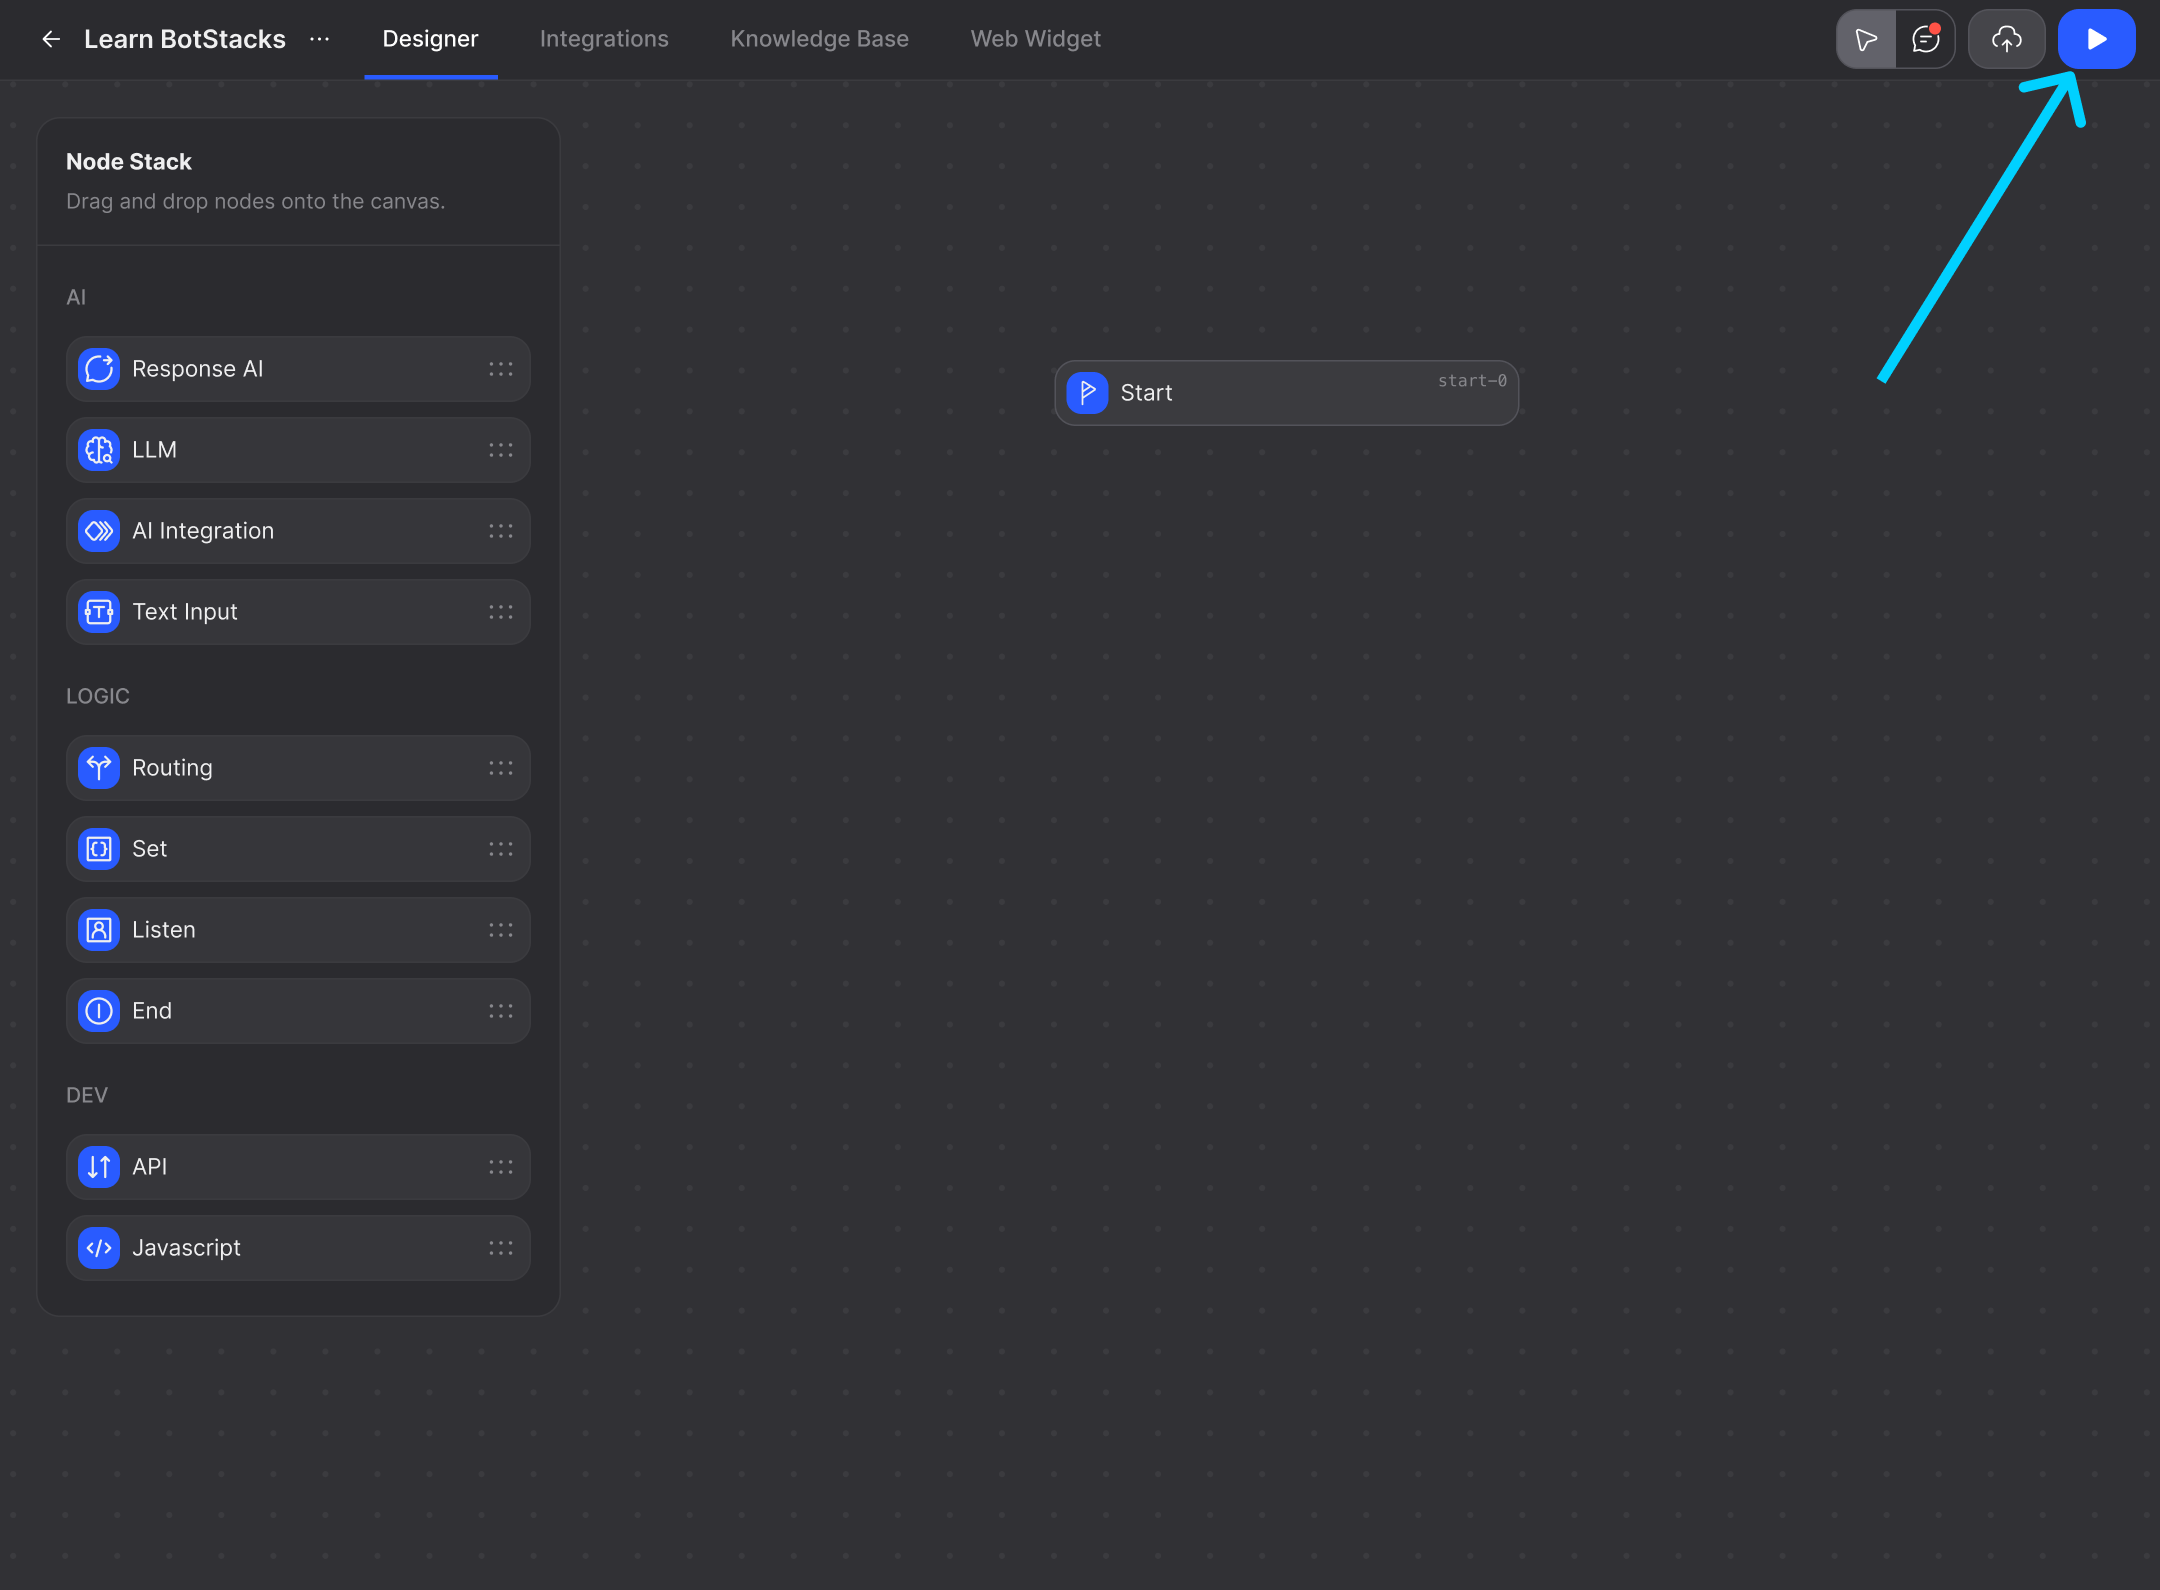 Learn BotStacks
Designer
Integrations
Knowledge Base
Web Widget
Node Stack
Drag and drop nodes onto the canvas.
AI
Response AI
LLM
AI Integration
Text Input
LOGIC
Routing
Set
Listen
End
DEV
API
Javascript
Start
start-0